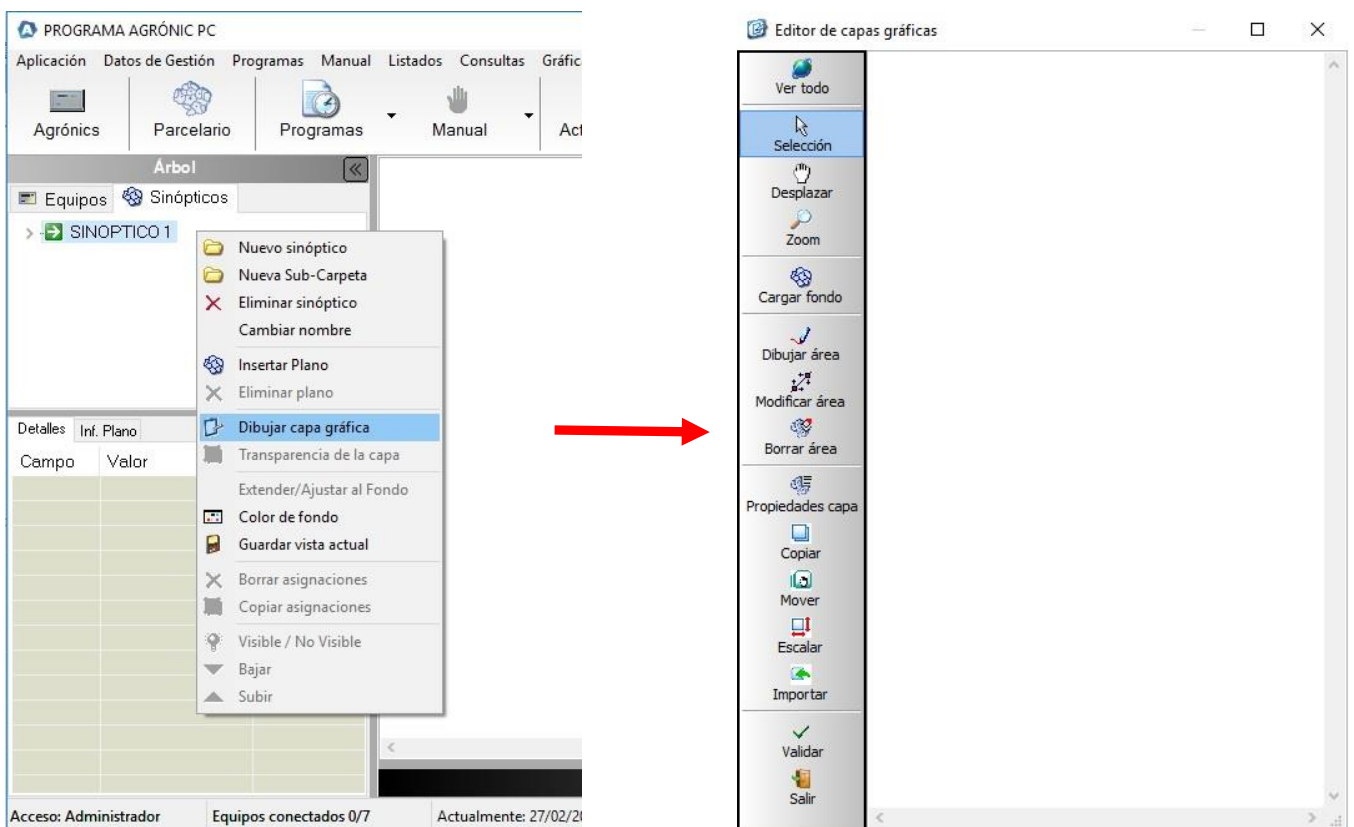 PROGRAMA AGRÓNIC PC
Aplicación Datos de Gestión Programas Manual Listados Consultas
Agrónics Parcelario Programas Manual
Árbol
Equipos Sinópticos
SINOPTICO 1
Nuevo sinóptico
Nueva Sub-Carpeta
Eliminar sinóptico
Cambiar nombre
Insertar Plano
Eliminar plano
Dibujar capa gráfica
Transparencia de la capa
Extender/Ajustar al Fondo
Color de fondo
Guardar vista actual
Borrar asignaciones
Copiar asignaciones
Visible / No Visible
Bajar
Subir
Detalles Inf. Plano
Campo Valor
Acceso: Administrador Equipos conectados 0/7 Actualmente: 27/02/20
Editor de capas gráficas
Ver todo
Selección
Desplazar
Zoom
Cargar fondo
Dibujar área
Modificar área
Borrar área
Propiedades capa
Copiar
Mover
Escalar
Importar
Validar
Salir